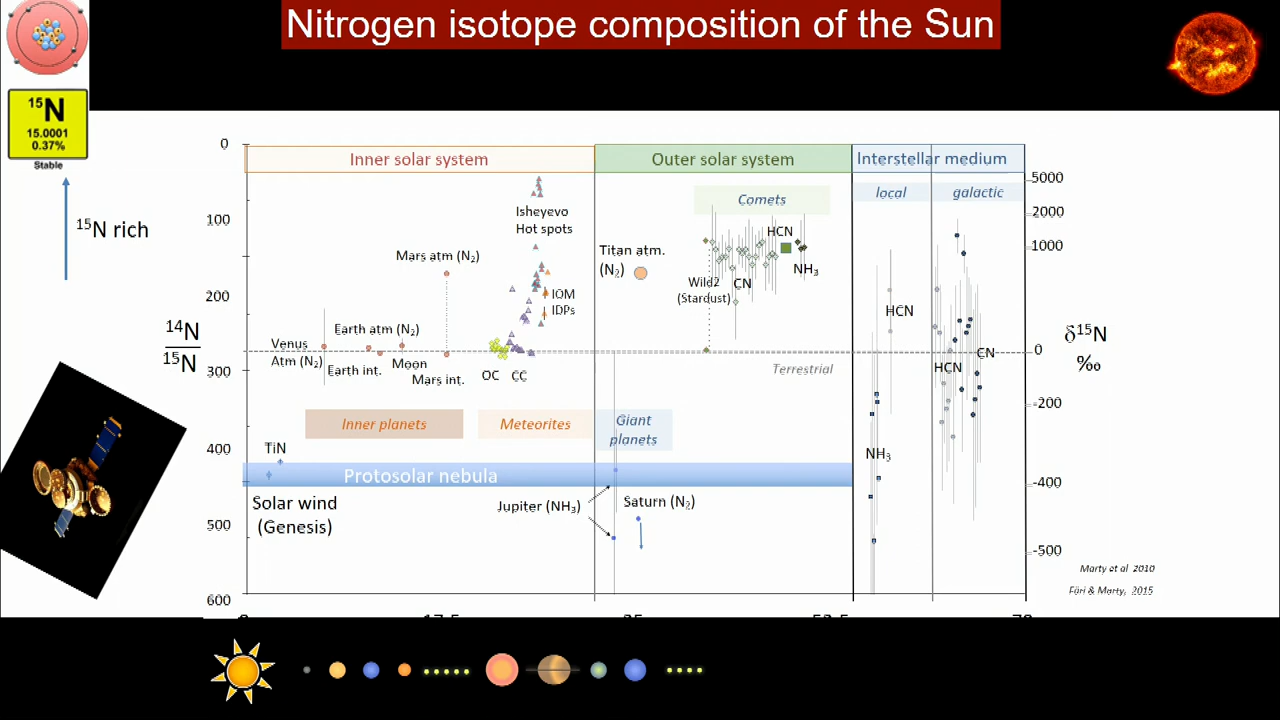 Nitrogen isotope composition of the Sun
15N
15.0001
0.37%
Stable
15N rich
14N
15N
0
100
200
300
400
500
600
Inner solar system
Outer solar system
Interstellar medium
local
galactic
Comets
Isheyevo
Hot spots
Mars atm (N2)
Titan atm.
(N2)
HCN
NH3
Wild2
(Stardust)
CN
IOM
IDPs
HCN
Earth atm (N2)
Venus
Atm (N2)
Earth int.
Moon
Mars int.
OC
CC
Terrestrial
HCN
CN
Inner planets
Meteorites
Giant
planets
TiN
NH3
Protosolar nebula
Solar wind
(Genesis)
Jupiter (NH3)
Saturn (N2)
5000
2000
1000
0
-200
-400
-500
δ15N
‰
Marty et al 2010
Füri & Marty, 2015